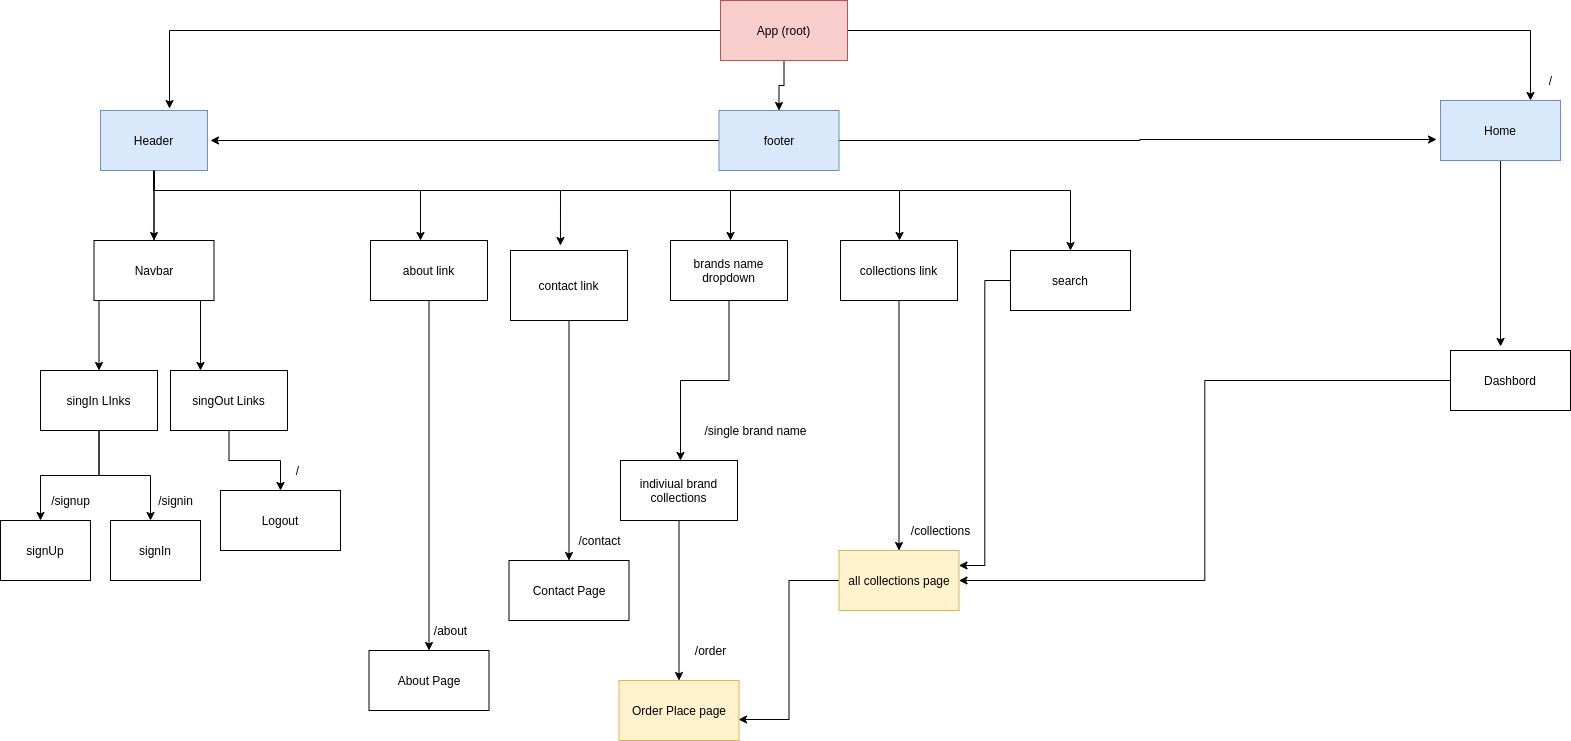 App (root)
/
Header
footer
Home
Navbar
about link
contact link
brands name
dropdown
collections link
search
singIn LInks
singOut Links
Dashbord
/single brand name
/
/signup
/signin
indiviual brand
collections
Logout
signUp
signIn
/contact
/collections
Contact Page
all collections page
/about
/order
About Page
Order Place page